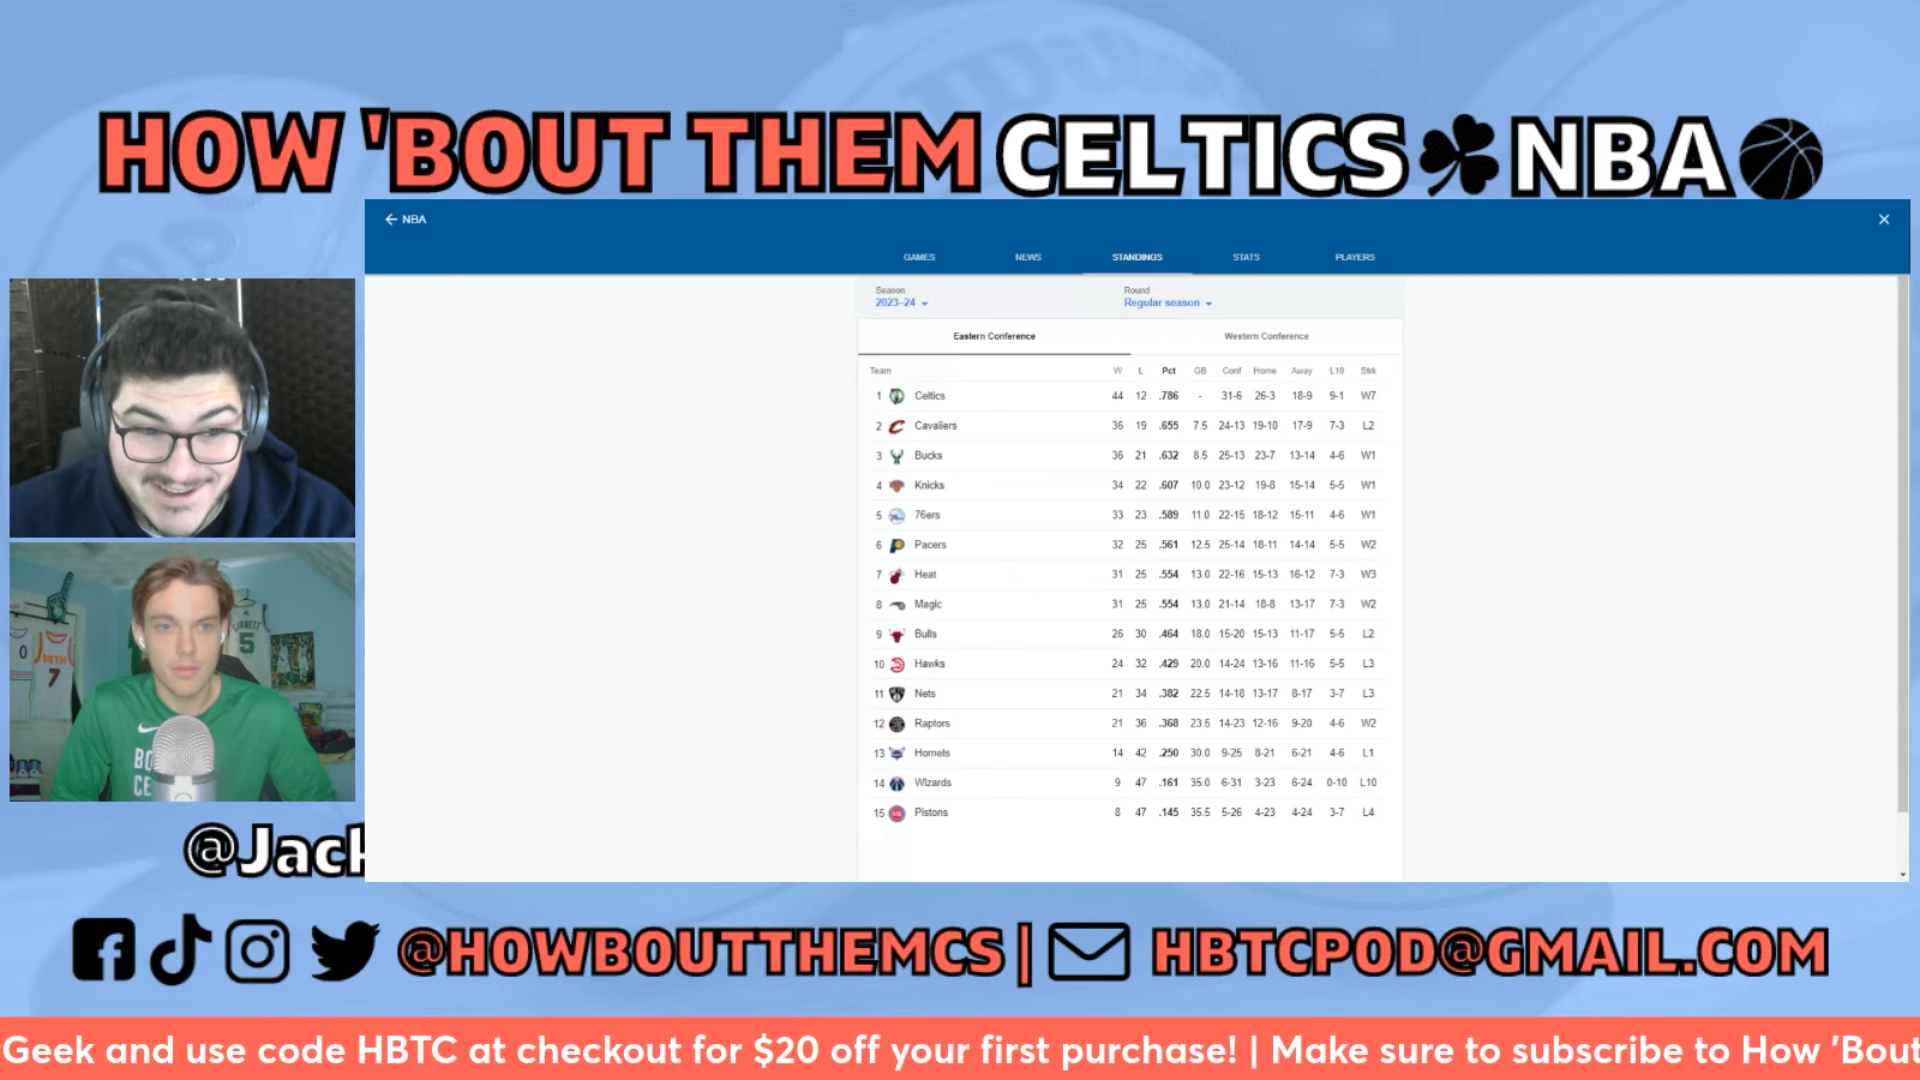 HOW 'BOUT THEM CELTICS NBA
NBA
GAMES NEWS STANDINGS STATS PLAYERS
Season Round
2023–24 Regular season
Eastern Conference Western Conference
Team W L Pct GB Conf Home Away L10 Strk
1 Celtics 44 12 .786 - 31-6 26-3 18-9 9-1 W7
2 Cavaliers 36 19 .655 7.5 24-13 19-10 17-9 7-3 L2
3 Bucks 36 21 .632 8.5 25-13 23-7 13-14 4-6 W1
4 Knicks 34 22 .607 10.0 23-12 19-8 15-14 5-5 W1
5 76ers 33 23 .589 11.0 22-15 18-12 15-11 4-6 W1
6 Pacers 32 25 .561 12.5 25-14 18-11 14-14 5-5 W2
7 Heat 31 25 .554 13.0 22-16 15-13 16-12 7-3 W3
8 Magic 31 25 .554 13.0 21-14 18-8 13-17 7-3 W2
9 Bulls 26 30 .464 18.0 15-20 15-13 11-17 5-5 L2
10 Hawks 24 32 .429 20.0 14-24 13-16 11-16 5-5 L3
11 Nets 21 34 .382 22.5 14-18 13-17 8-17 3-7 L3
12 Raptors 21 36 .368 23.5 14-23 12-16 9-20 4-6 W2
13 Hornets 14 42 .250 30.0 9-25 8-21 6-21 4-6 L1
14 Wizards 9 47 .161 35.0 6-31 3-23 6-24 0-10 L10
15 Pistons 8 47 .145 35.5 5-26 4-23 4-24 3-7 L4
GARNETT
5
0
7
BO
CE
@Jack
@HOWBOUTTHEMCS | HBTCPOD@GMAIL.COM
Geek and use code HBTC at checkout for $20 off your first purchase! | Make sure to subscribe to How 'Bout